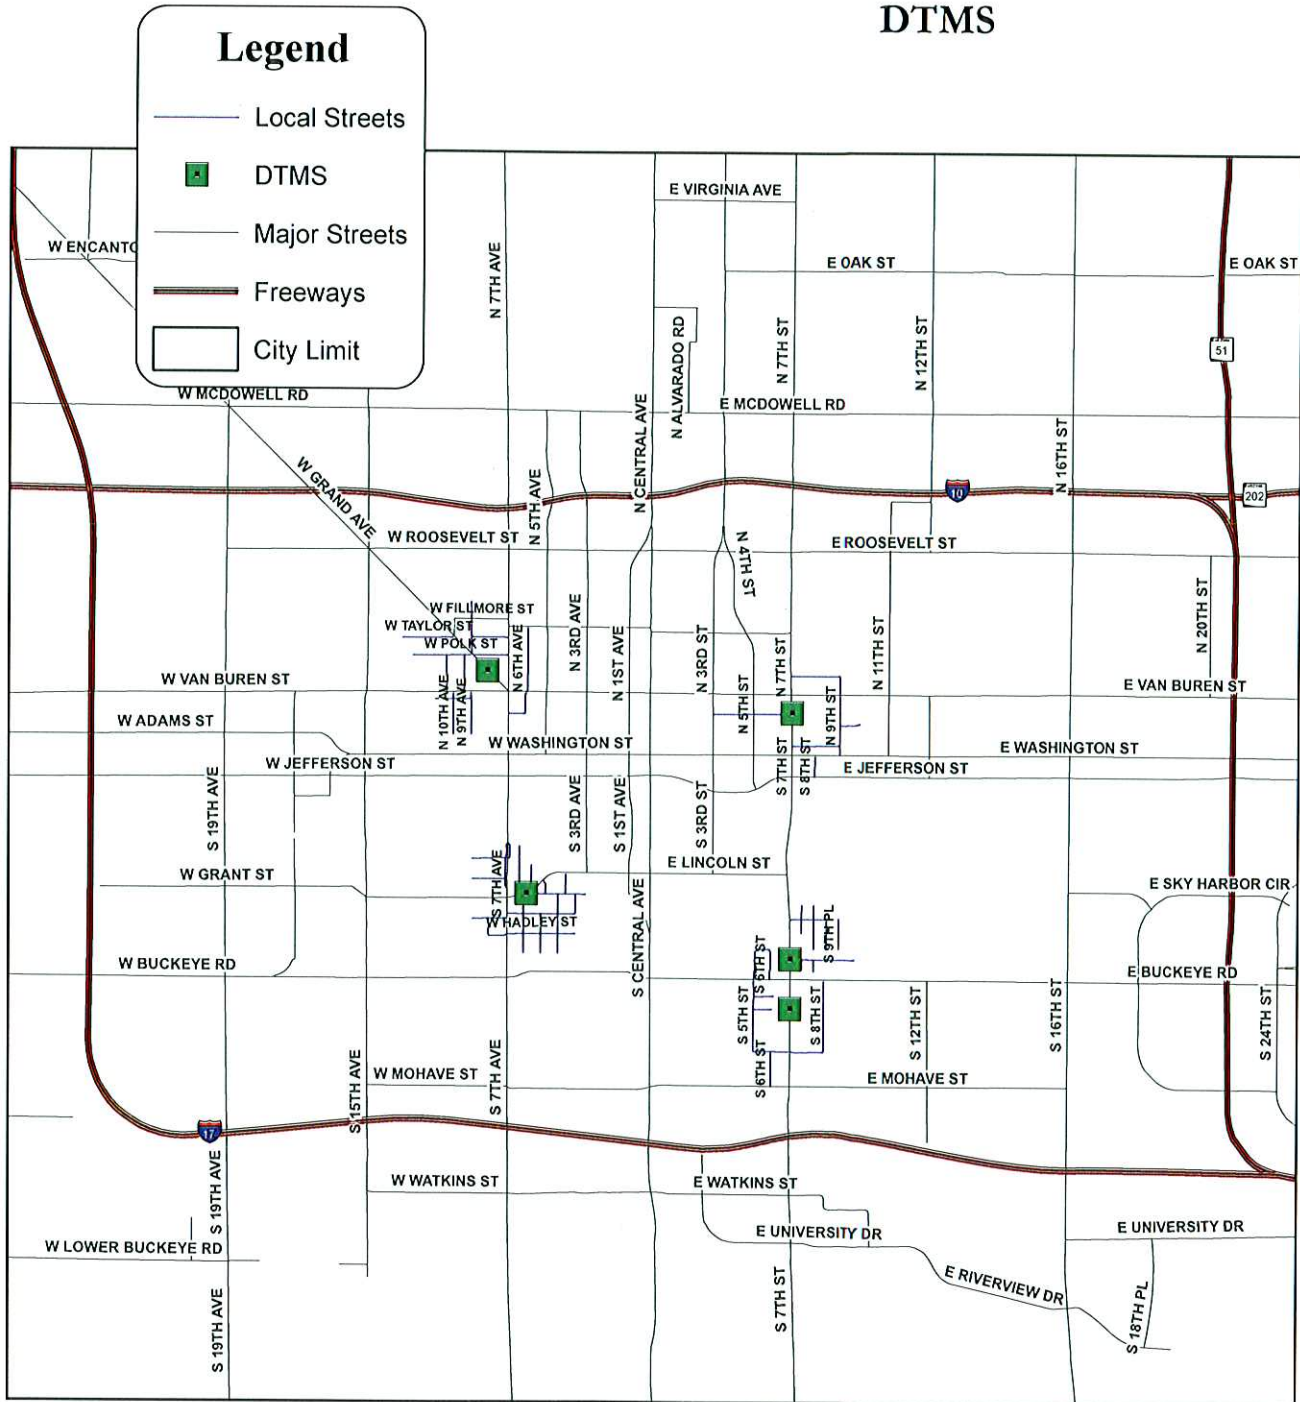 DTMS
Legend
Local Streets
DTMS
Major Streets
Freeways
City Limit
E VIRGINIA AVE
W ENCANTO
E OAK ST
E OAK ST
N 7TH AVE
N ALVARADO RD
N 7TH ST
N 12TH ST
51
W MCDOWELL RD
E MCDOWELL RD
N CENTRAL AVE
N 16TH ST
W GRAND AVE
N 5TH AVE
10
202
W ROOSEVELT ST
E ROOSEVELT ST
N 4TH ST
N 20TH ST
W FILLMORE ST
W TAYLOR ST
W POLK ST
N 6TH AVE
N 3RD AVE
N 1ST AVE
N 3RD ST
N 7TH ST
N 11TH ST
W VAN BUREN ST
E VAN BUREN ST
N 10TH AVE
N 9TH AVE
N 5TH ST
N 9TH ST
W ADAMS ST
W WASHINGTON ST
E WASHINGTON ST
W JEFFERSON ST
E JEFFERSON ST
S 7TH ST
S 8TH ST
S 19TH AVE
S 3RD AVE
S 1ST AVE
S 3RD ST
E LINCOLN ST
W GRANT ST
S 7TH AVE
E SKY HARBOR CIR
W HADLEY ST
S CENTRAL AVE
S 9TH PL
S 6TH ST
W BUCKEYE RD
E BUCKEYE RD
S 5TH ST
S 8TH ST
S 12TH ST
S 16TH ST
S 24TH ST
S 15TH AVE
W MOHAVE ST
S 7TH AVE
S 6TH ST
E MOHAVE ST
17
S 19TH AVE
W WATKINS ST
E WATKINS ST
W LOWER BUCKEYE RD
E UNIVERSITY DR
E UNIVERSITY DR
S 19TH AVE
S 7TH ST
E RIVERVIEW DR
S 18TH PL